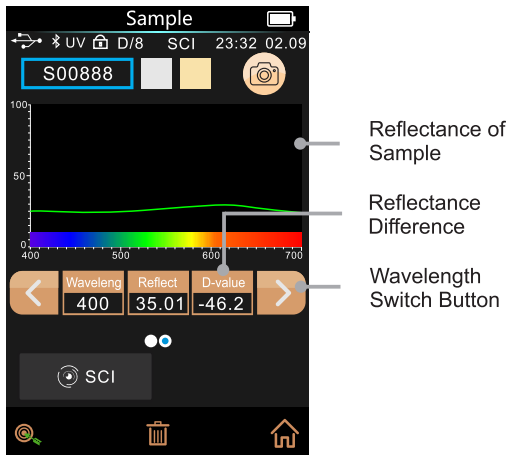 Sample
UV D/8 SCI 23:32 02.09
S00888
100
50
0
400 500 600 700
Reflectance of
Sample
Reflectance
Difference
Wavelength
Switch Button
Waveleng Reflect D-value
400 35.01 -46.2
SCI